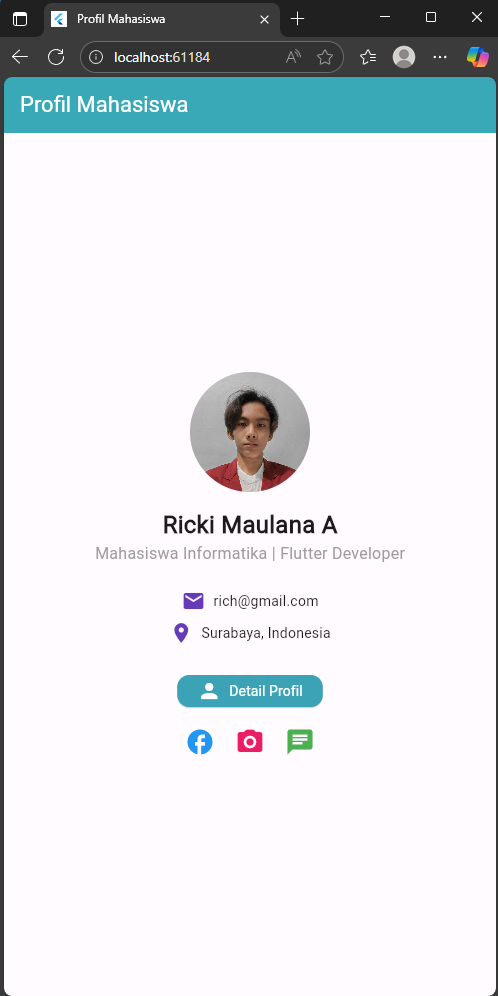 Profil Mahasiswa
localhost:61184
Profil Mahasiswa
Ricki Maulana A
Mahasiswa Informatika | Flutter Developer
rich@gmail.com
Surabaya, Indonesia
Detail Profil